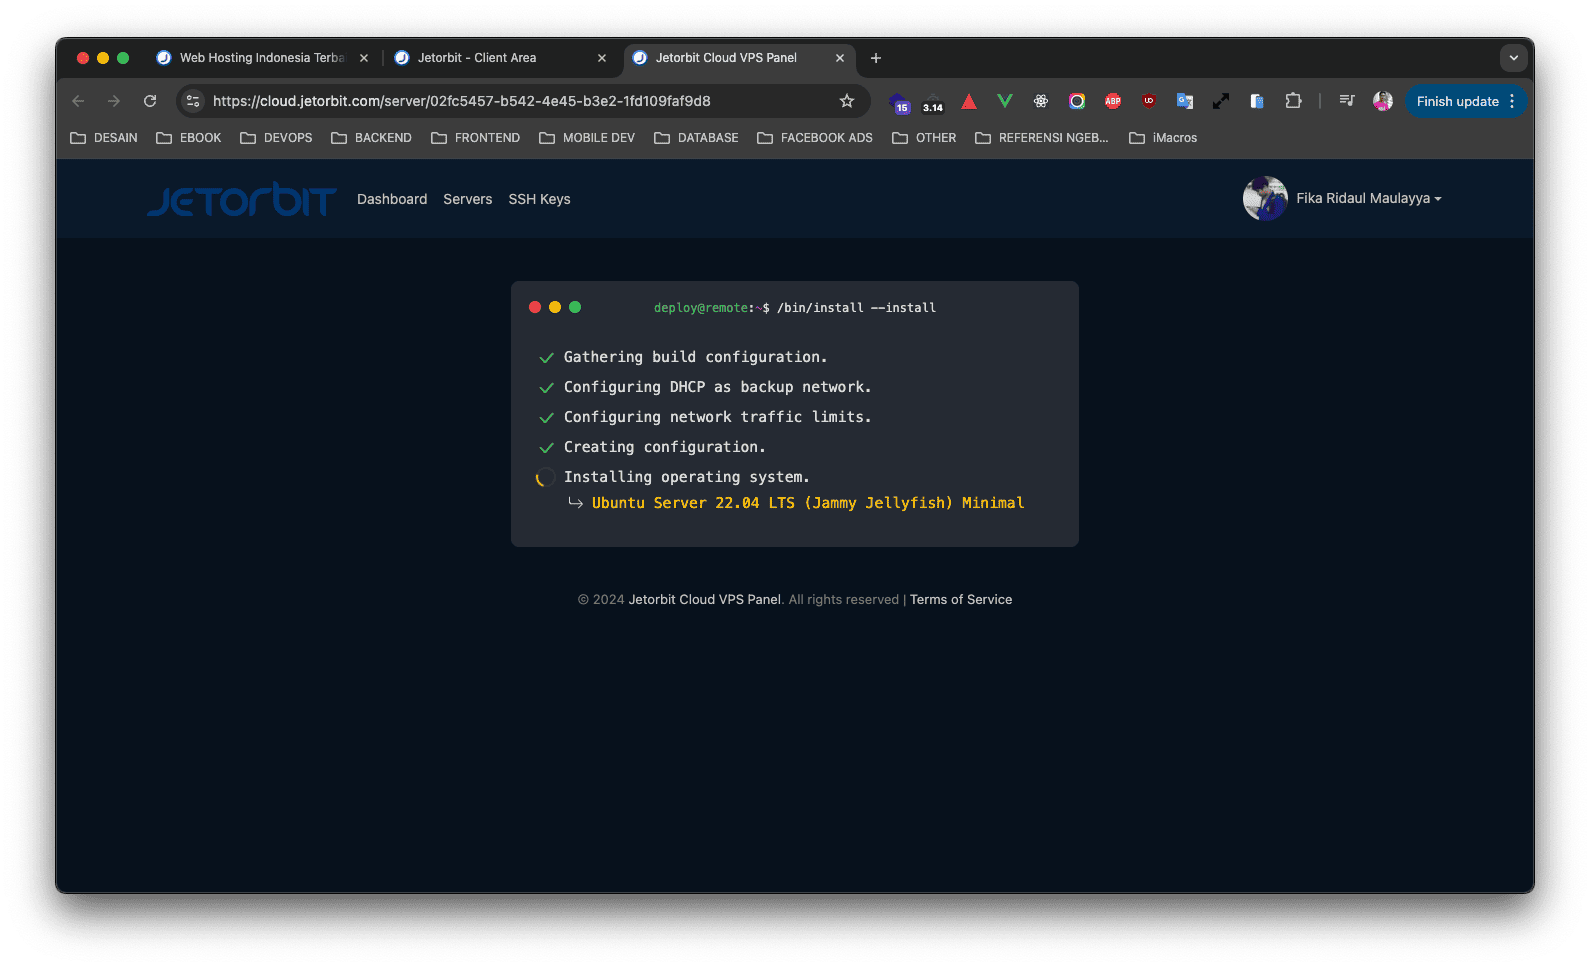 Web Hosting Indonesia Terba
Jetorbit - Client Area
Jetorbit Cloud VPS Panel
https://cloud.jetorbit.com/server/02fc5457-b542-4e45-b3e2-1fd109faf9d8
15
3.14
ABP
Finish update
DESAIN
EBOOK
DEVOPS
BACKEND
FRONTEND
MOBILE DEV
DATABASE
FACEBOOK ADS
OTHER
REFERENSI NGEB...
iMacros
JETORBIT
Dashboard
Servers
SSH Keys
Fika Ridaul Maulayya
deploy@remote:~$ /bin/install --install
Gathering build configuration.
Configuring DHCP as backup network.
Configuring network traffic limits.
Creating configuration.
Installing operating system.
Ubuntu Server 22.04 LTS (Jammy Jellyfish) Minimal
© 2024 Jetorbit Cloud VPS Panel. All rights reserved | Terms of Service